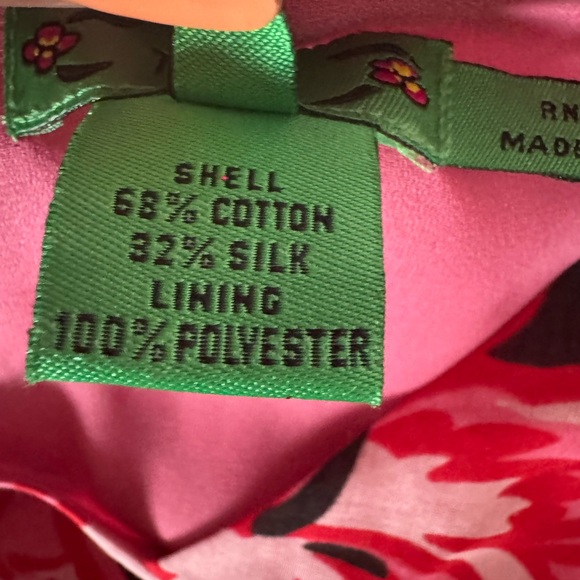 SHELL
68% COTTON
32% SILK
LINING
100% POLYESTER
RN
MADE